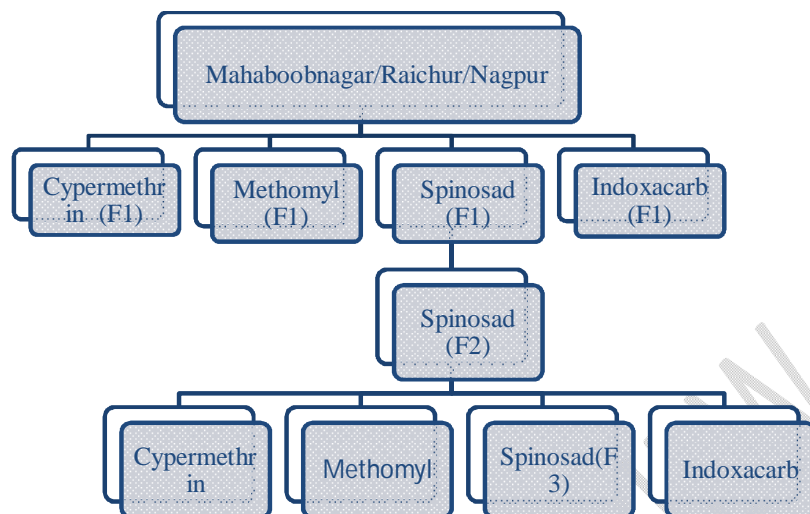 Mahaboobnagar/Raichur/Nagpur
Cypermethr
in (F1)
Methomyl
(F1)
Spinosad
(F1)
Indoxacarb
(F1)
Spinosad
(F2)
Cypermethr
in
Methomyl
Spinosad(F
3)
Indoxacarb